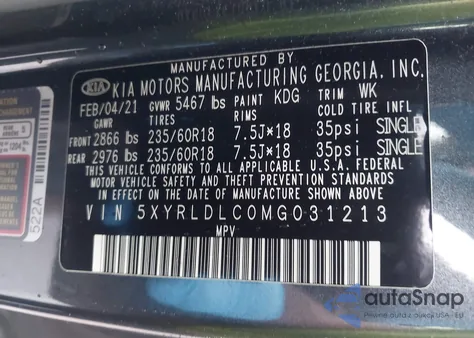 MANUFACTURED BY
KIA KIA MOTORS MANUFACTURING GEORGIA, INC.
FEB/04/21 GVWR 5467 lbs PAINT KDG TRIM WK
GAWR TIRES RIMS COLD TIRE INFL
FRONT 2866 lbs 235/60R18 7.5J*18 35psi SINGLE
REAR 2976 lbs 235/60R18 7.5J*18 35psi SINGLE
THIS VEHICLE CONFORMS TO ALL APPLICABLE U.S.A. FEDERAL
MOTOR VEHICLE SAFETY AND THEFT PREVENTION STANDARDS
IN EFFECT ON THE DATE OF MANUFACTURE SHOWN ABOVE
VIN 5XYRLDLC0MG031213
MPV
522A
autaSnap